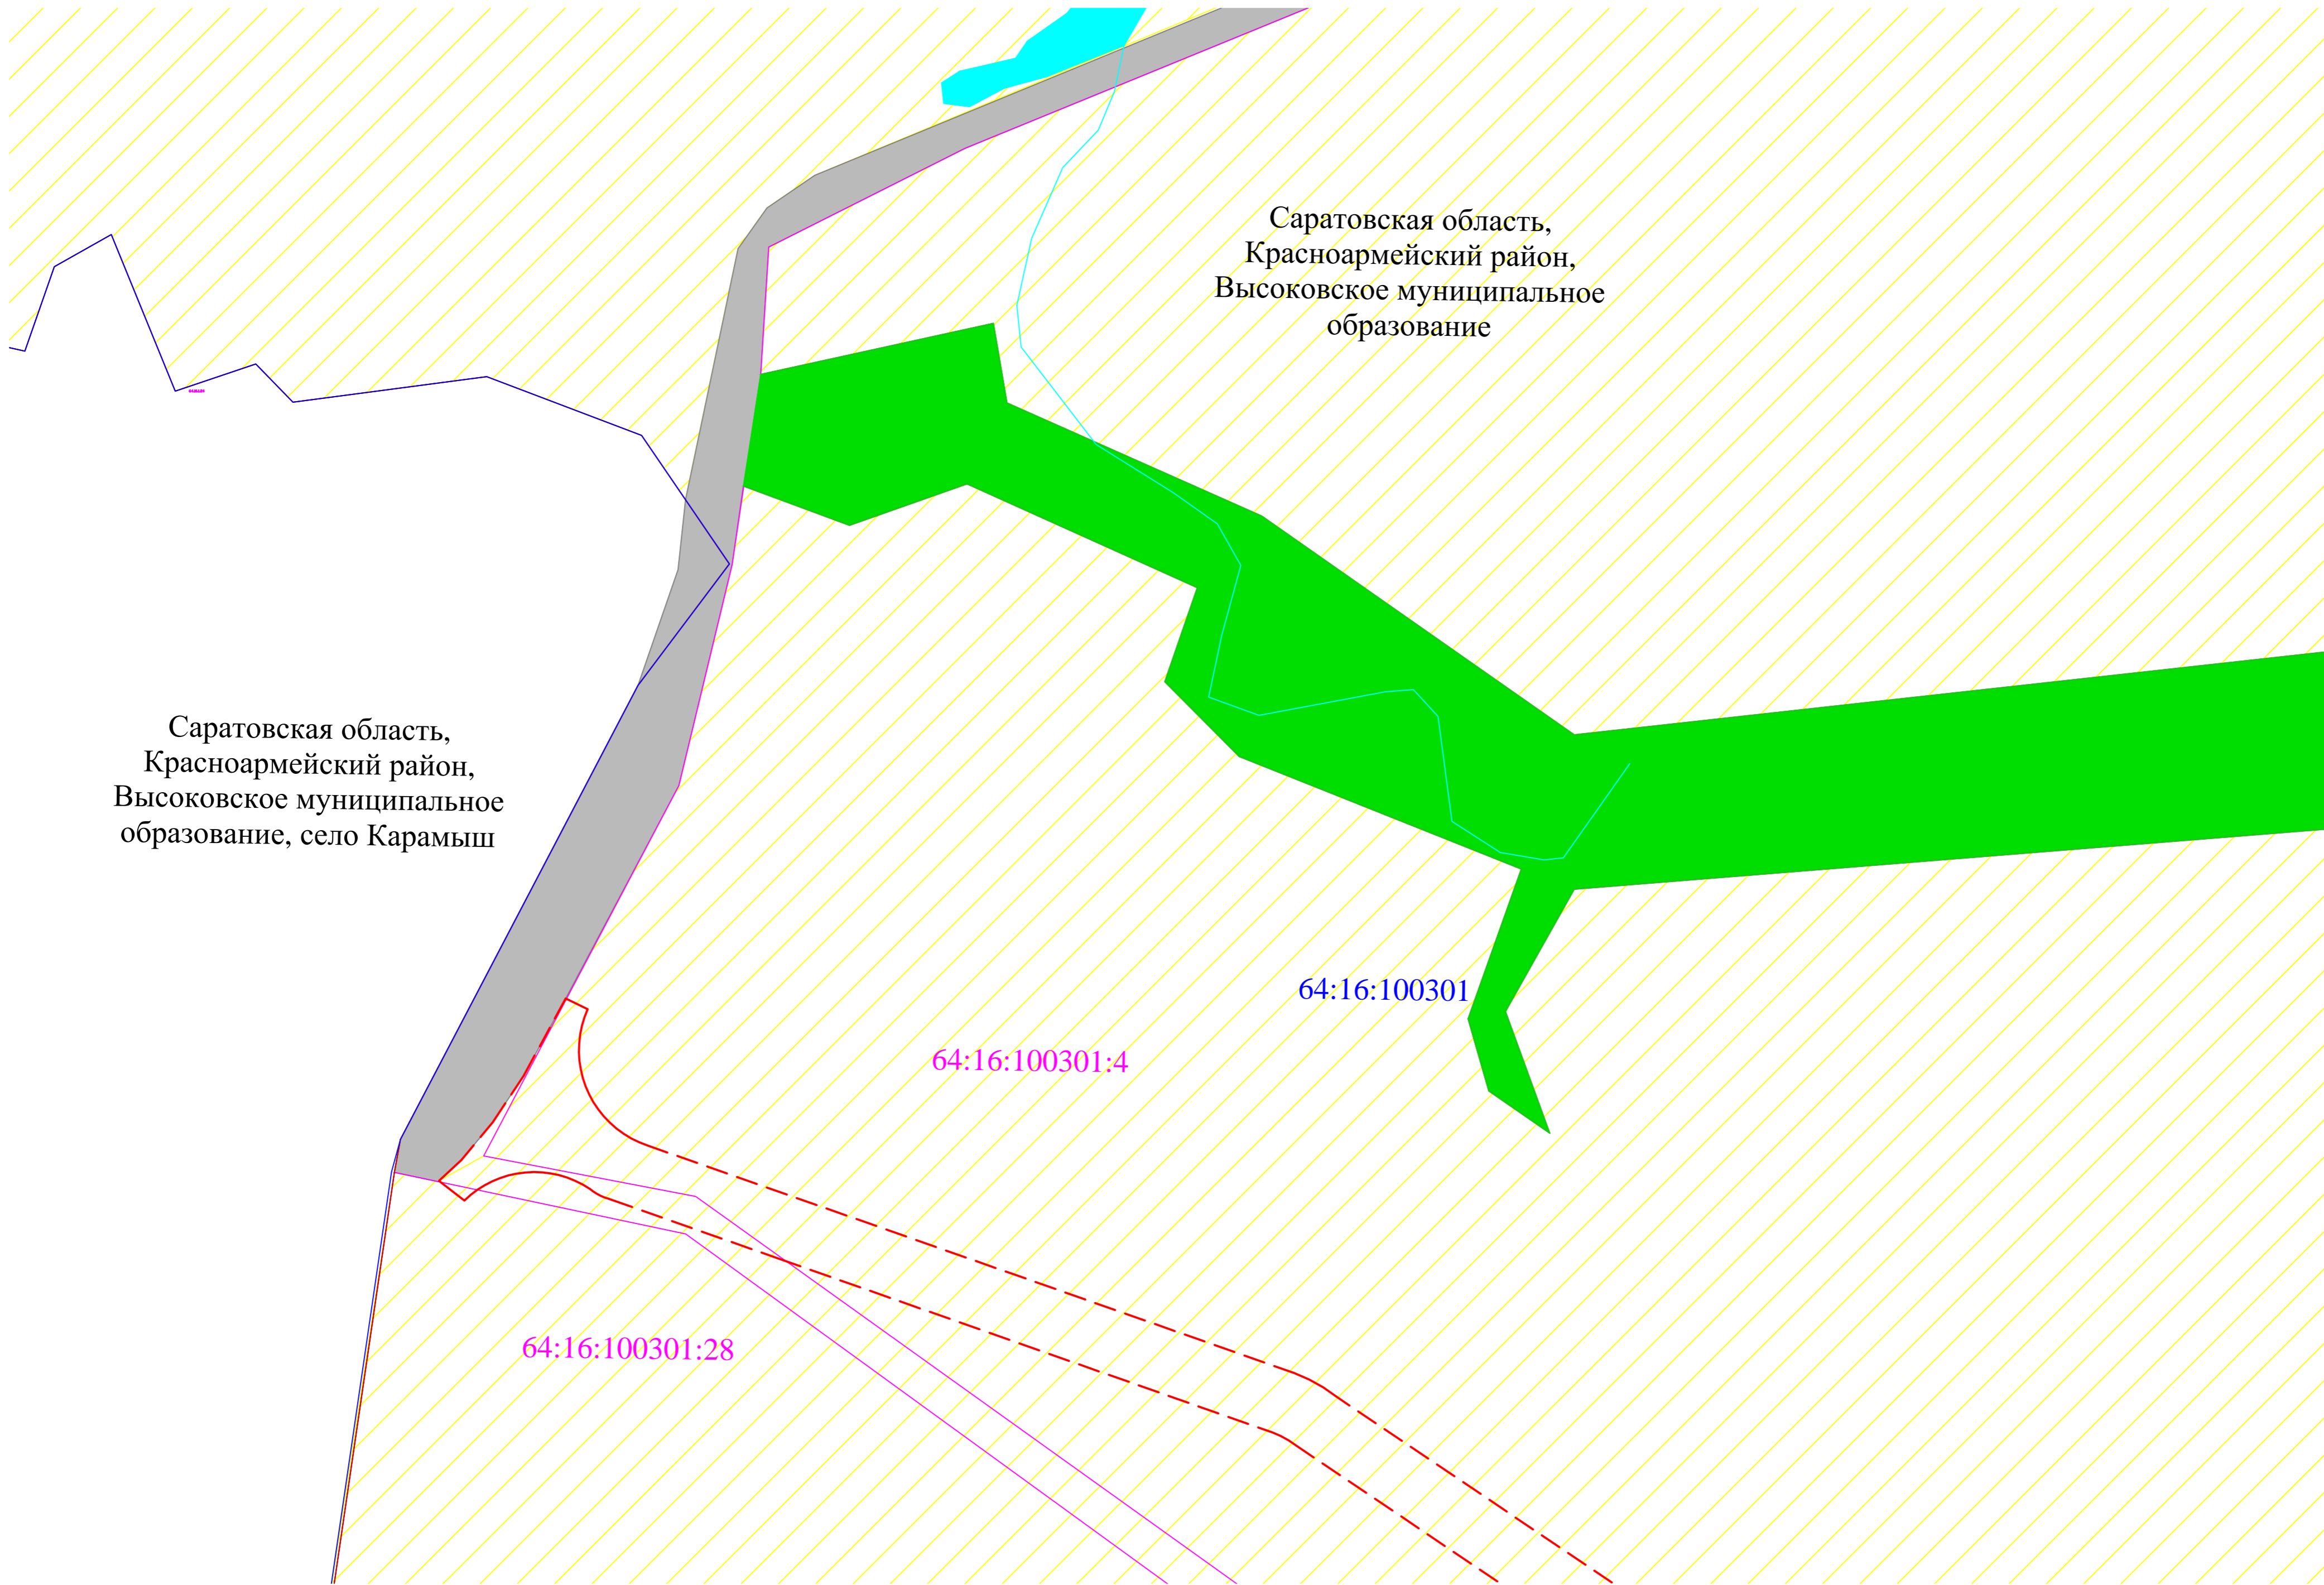 Саратовская область,
Красноармейский район,
Высоковское муниципальное
образование
Саратовская область,
Красноармейский район,
Высоковское муниципальное
образование, село Карамыш
64:16:100301
64:16:100301:4
64:16:100301:28